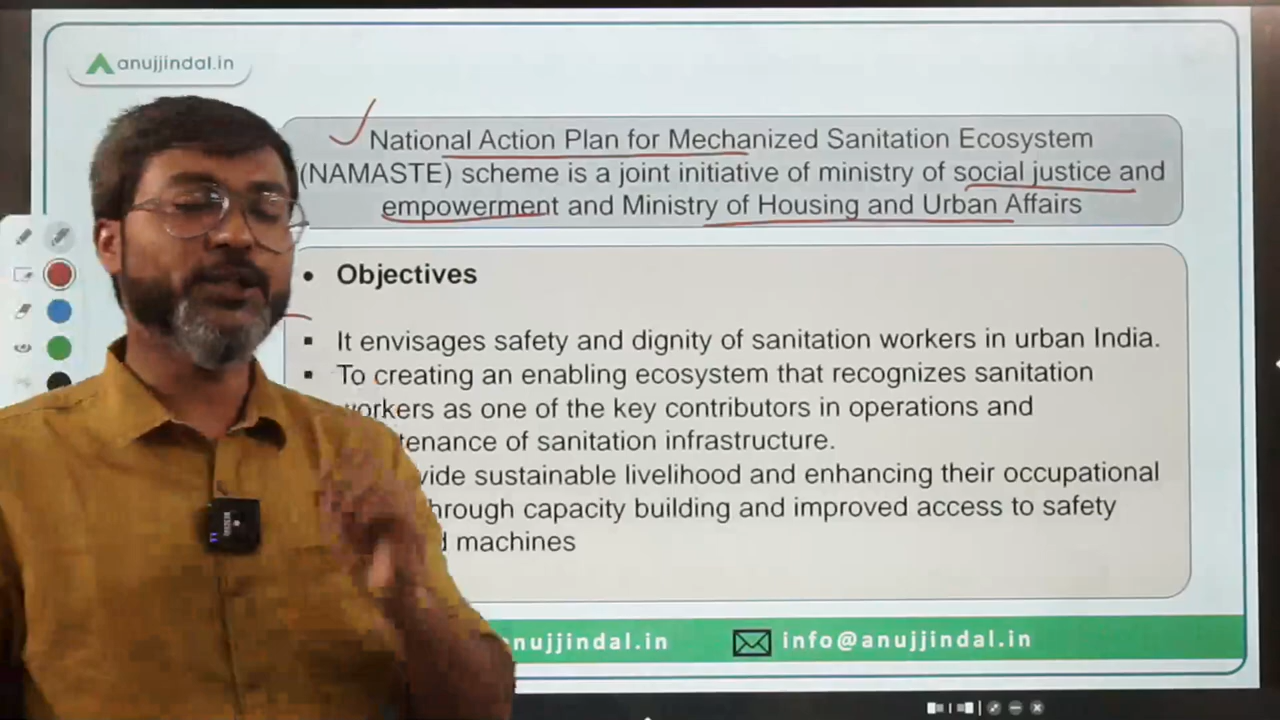 anujjindal.in
National Action Plan for Mechanized Sanitation Ecosystem
(NAMASTE) scheme is a joint initiative of ministry of social justice and
empowerment and Ministry of Housing and Urban Affairs
• Objectives
▪ It envisages safety and dignity of sanitation workers in urban India.
▪ To creating an enabling ecosystem that recognizes sanitation
workers as one of the key contributors in operations and
tenance of sanitation infrastructure.
vide sustainable livelihood and enhancing their occupational
hrough capacity building and improved access to safety
machines
nujjindal.in
info@anujjindal.in